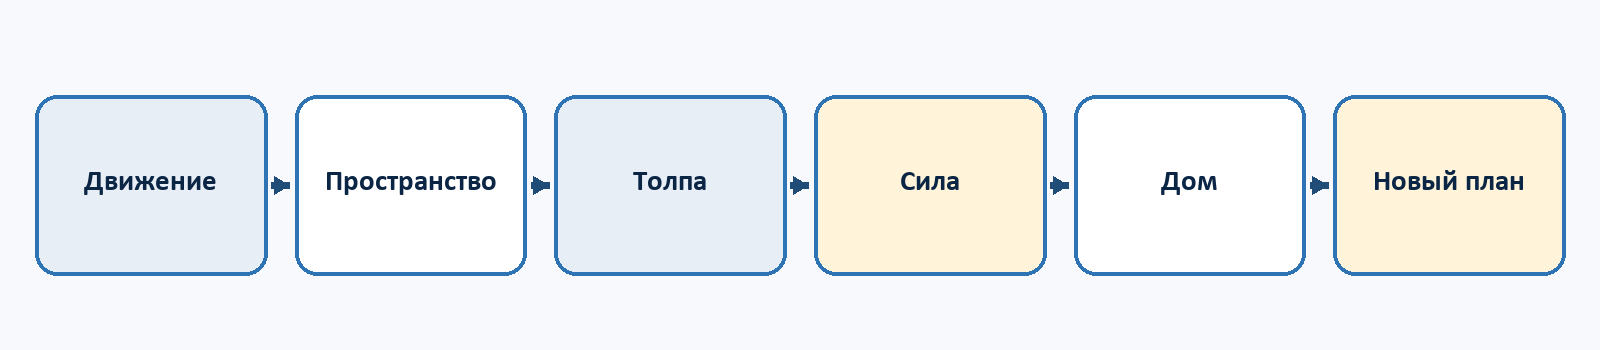 Движение
Пространство
Толпа
Сила
Дом
Новый план